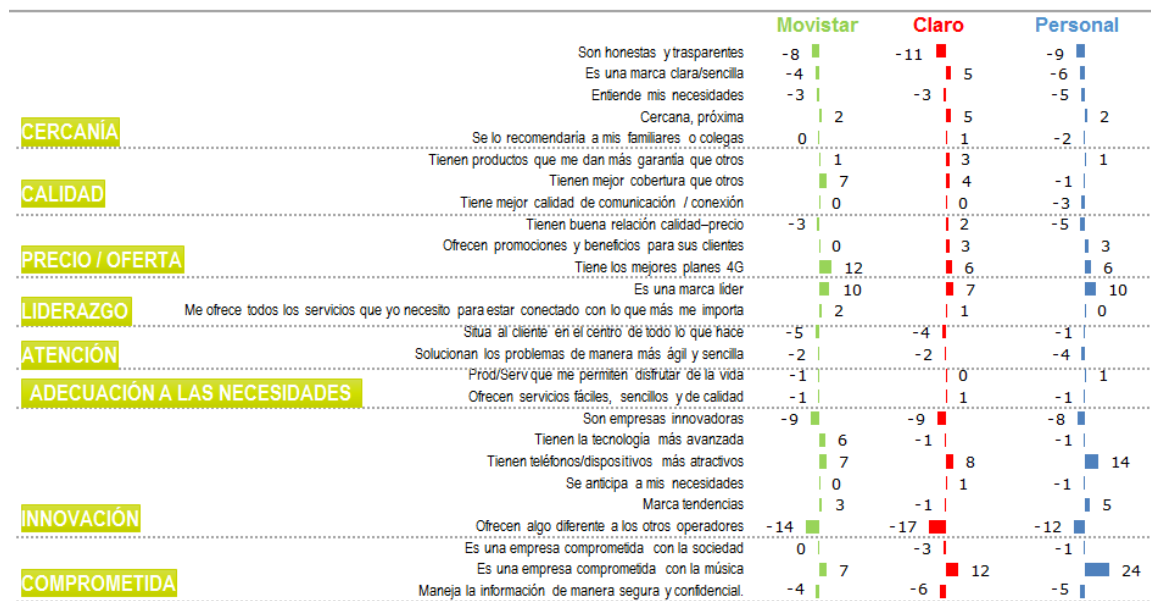 Movistar Claro Personal
Son honestas y trasparentes -8 -11 -9
Es una marca clara/sencilla -4 5 -6
Entiende mis necesidades -3 -3 -5
Cercana, próxima 2 5 2
CERCANÍA
Se lo recomendaría a mis familiares o colegas 0 1 -2
Tienen productos que me dan más garantia que otros 1 3 1
Tienen mejor cobertura que otros 7 4 -1
CALIDAD
Tiene mejor calidad de comunicación / conexión 0 0 -3
Tienen buena relación calidad–precio -3 2 -5
Ofrecen promociones y beneficios para sus clientes 0 3 3
PRECIO / OFERTA
Tiene los mejores planes 4G 12 6 6
Es una marca líder 10 7 10
LIDERAZGO
Me ofrece todos los servicios que yo necesito para estar conectado con lo que más me importa 2 1 0
Situa al cliente en el centro de todo lo que hace -5 -4 -1
ATENCIÓN
Solucionan los problemas de manera más ágil y sencilla -2 -2 -4
Prod/Serv que me permiten disfrutar de la vida -1 0 1
ADECUACIÓN A LAS NECESIDADES
Ofrecen servicios fáciles, sencillos y de calidad -1 1 -1
Son empresas innovadoras -9 -9 -8
Tienen la tecnología más avanzada 6 -1 -1
Tienen teléfonos/dispositivos más atractivos 7 8 14
Se anticipa a mis necesidades 0 1 -1
Marca tendencias 3 -1 5
INNOVACIÓN
Ofrecen algo diferente a los otros operadores -14 -17 -12
Es una empresa comprometida con la sociedad 0 -3 -1
Es una empresa comprometida con la música 7 12 24
COMPROMETIDA
Maneja la información de manera segura y confidencial. -4 -6 -5